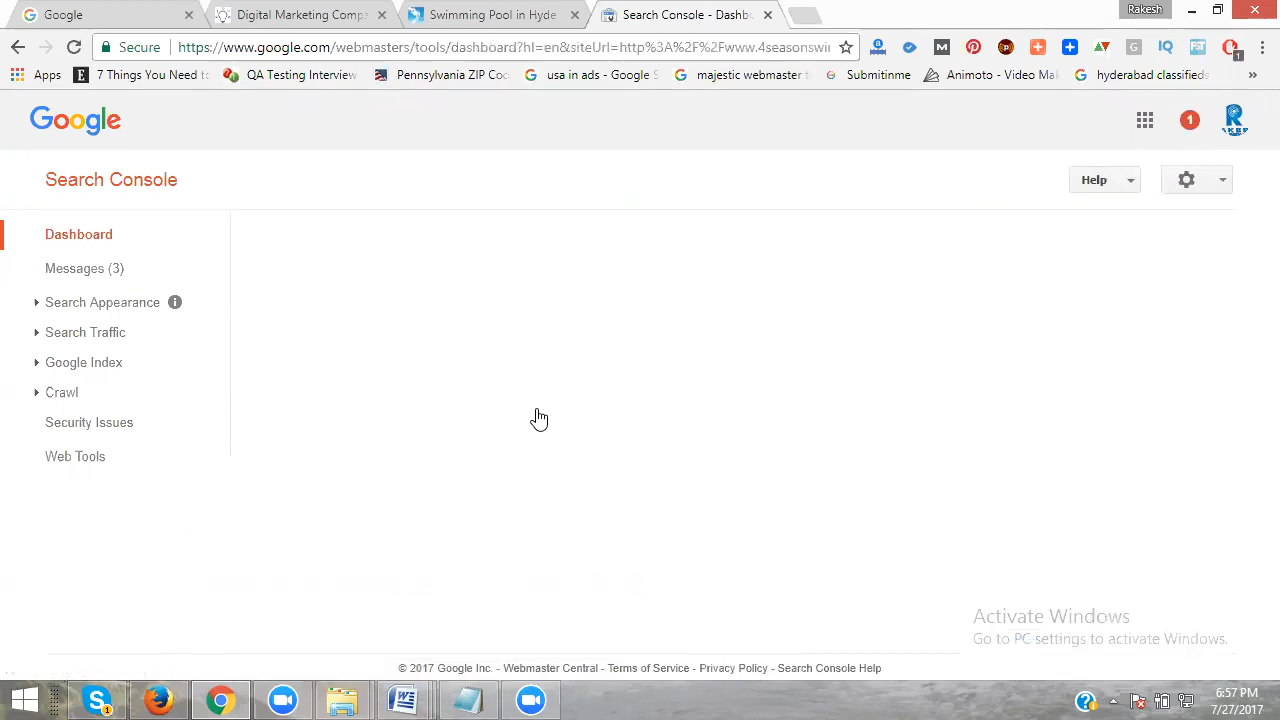 Google
Digital Marketing Compa
Swimming Pool in Hyd
Search Console - Dashb
Rakesh
Secure
https://www.google.com/webmasters/tools/dashboard?hl=en&siteUrl=http%3A%2F%2Fwww.4seasonswii
Apps
7 Things You Need t
QA Testing Interview
Pennsylvania ZIP Co
usa in ads - Google S
majestic webmaster t
Submitinme
Animoto - Video Ma
hyderabad classifieds
»
Google
1
Search Console
Help
Dashboard
Messages (3)
Search Appearance
Search Traffic
Google Index
Crawl
Security Issues
Web Tools
Activate Windows
Go to PC settings to activate Windows.
© 2017 Google Inc. - Webmaster Central - Terms of Service - Privacy Policy - Search Console Help
6:57 PM
7/27/2017